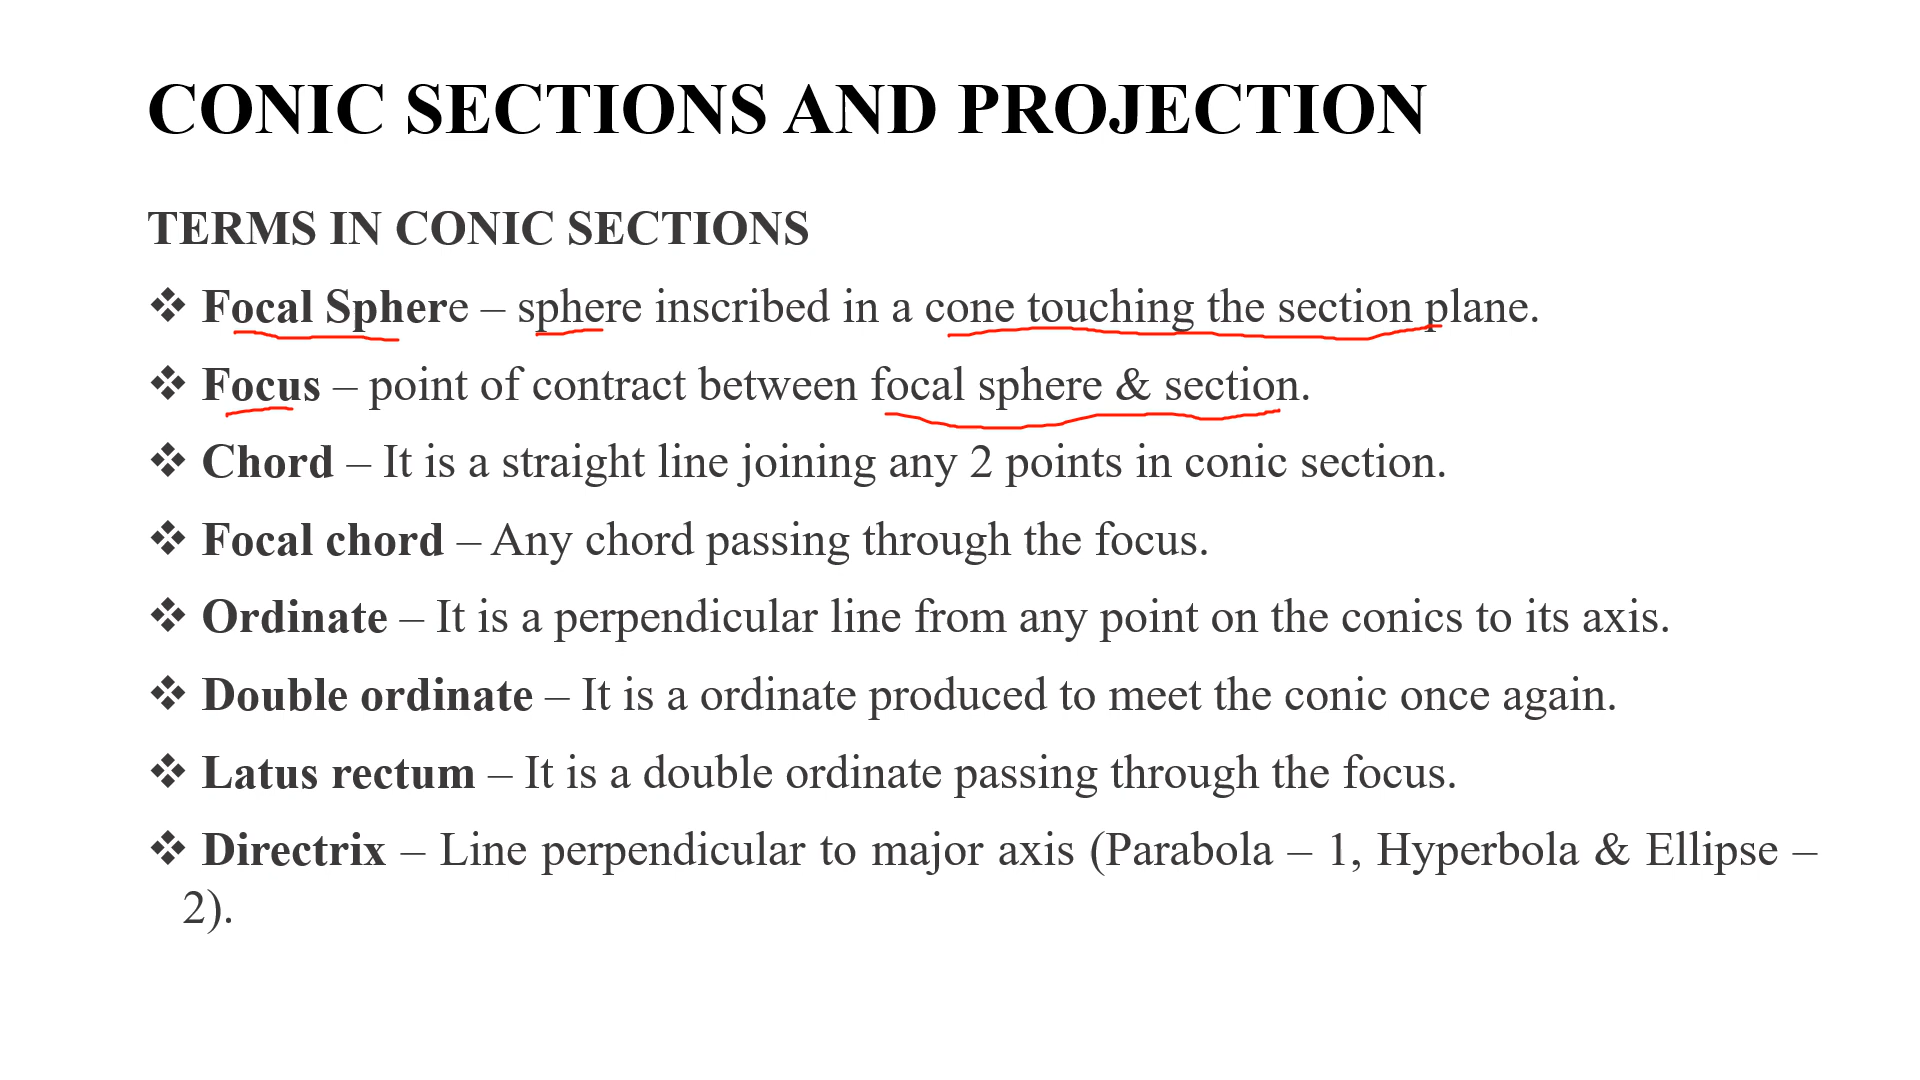 CONIC SECTIONS AND PROJECTION
TERMS IN CONIC SECTIONS
❖ Focal Sphere – sphere inscribed in a cone touching the section plane.
❖ Focus – point of contract between focal sphere & section.
❖ Chord – It is a straight line joining any 2 points in conic section.
❖ Focal chord – Any chord passing through the focus.
❖ Ordinate – It is a perpendicular line from any point on the conics to its axis.
❖ Double ordinate – It is a ordinate produced to meet the conic once again.
❖ Latus rectum – It is a double ordinate passing through the focus.
❖ Directrix – Line perpendicular to major axis (Parabola – 1, Hyperbola & Ellipse –
2).